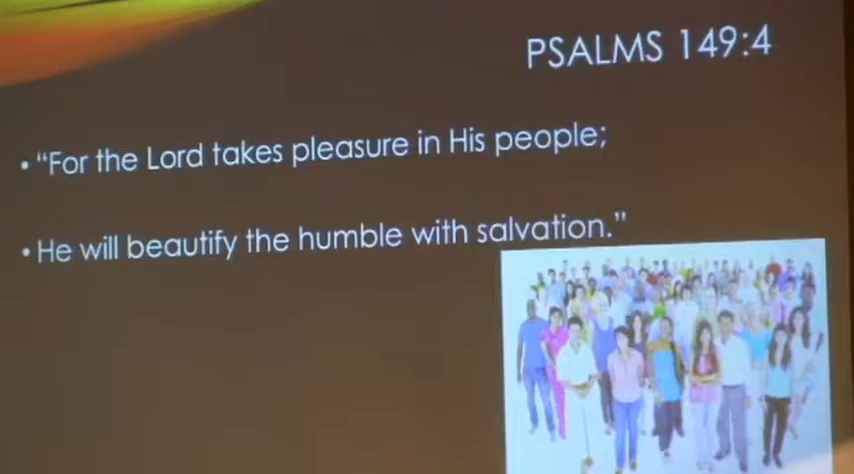 PSALMS 149:4
• “For the Lord takes pleasure in His people;
• He will beautify the humble with salvation.”